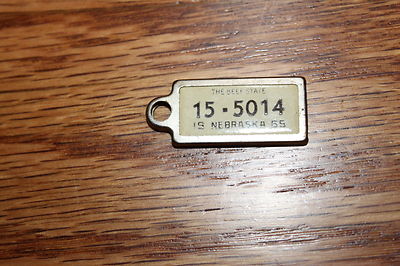 THE BEEF STATE
15-5014
19 NEBRASKA 55